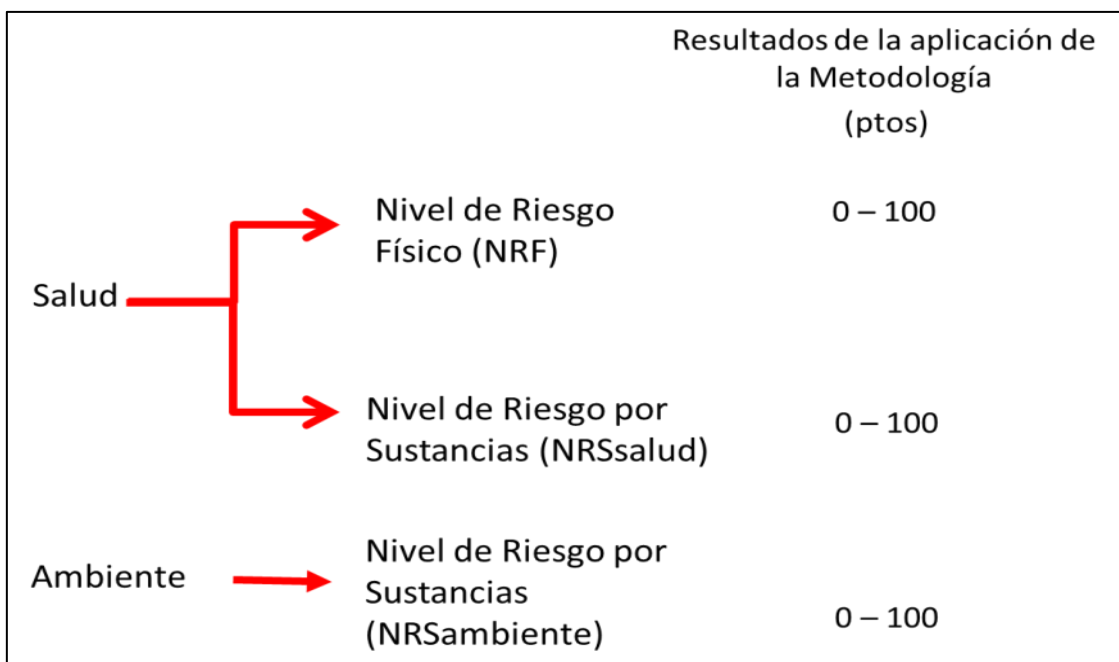 Resultados de la aplicación de
la Metodología
(ptos)
Salud
Nivel de Riesgo
Físico (NRF)
0 – 100
Nivel de Riesgo por
Sustancias (NRSsalud)
0 – 100
Ambiente
Nivel de Riesgo por
Sustancias
(NRSambiente)
0 – 100